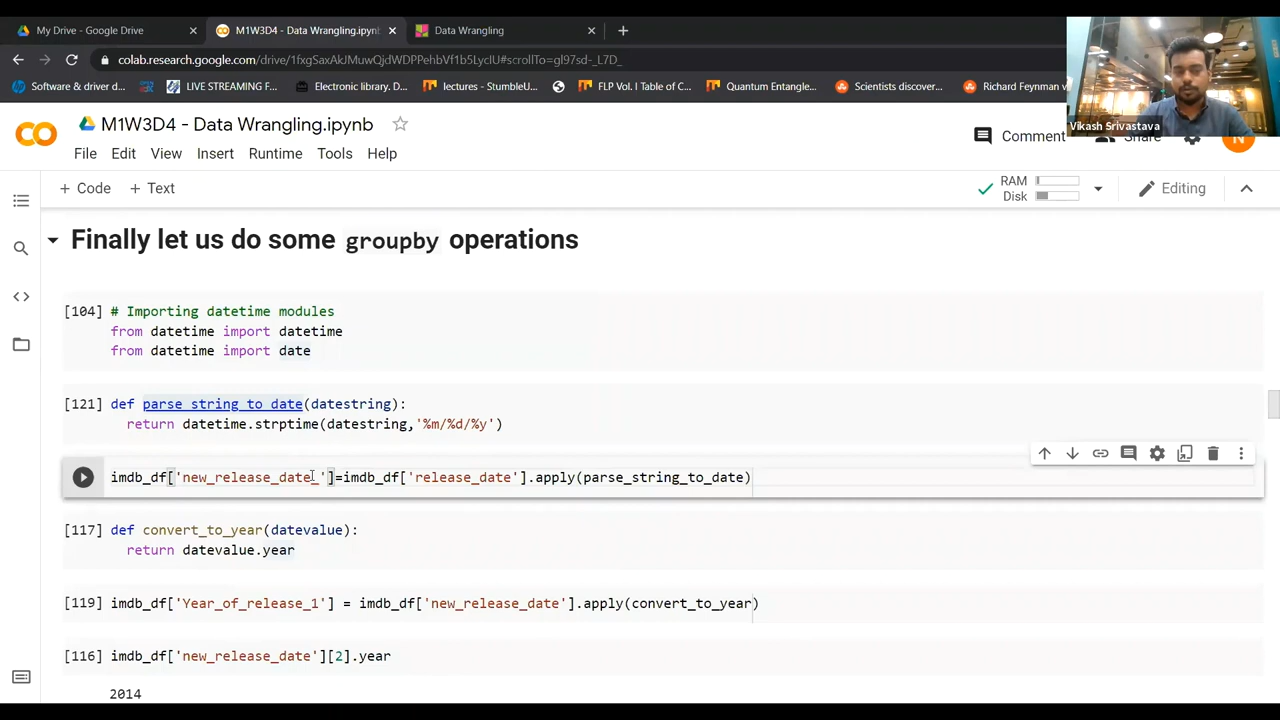 My Drive - Google Drive
M1W3D4 - Data Wrangling.ipynb
Data Wrangling
colab.research.google.com/drive/1fxgSaxAkJMuwQjdWDPPehbVf1b5LycIU#scrollTo=gl97sd-_L7D_
Software & driver d...
LIVE STREAMING F...
Electronic library. D...
lectures - StumbleU...
FLP Vol. I Table of C...
Quantum Entangle...
Scientists discover...
Richard Feynman
Vikash Srivastava
M1W3D4 - Data Wrangling.ipynb
Comment
Share
N
File Edit View Insert Runtime Tools Help
+ Code + Text
RAM
Disk
Editing
Finally let us do some groupby operations
[104] # Importing datetime modules
from datetime import datetime
from datetime import date
[121] def parse_string_to_date(datestring):
return datetime.strptime(datestring,'%m/%d/%y')
imdb_df['new_release_date_']=imdb_df['release_date'].apply(parse_string_to_date)
[117] def convert_to_year(datevalue):
return datevalue.year
[119] imdb_df['Year_of_release_1'] = imdb_df['new_release_date'].apply(convert_to_year)
[116] imdb_df['new_release_date'][2].year
2014